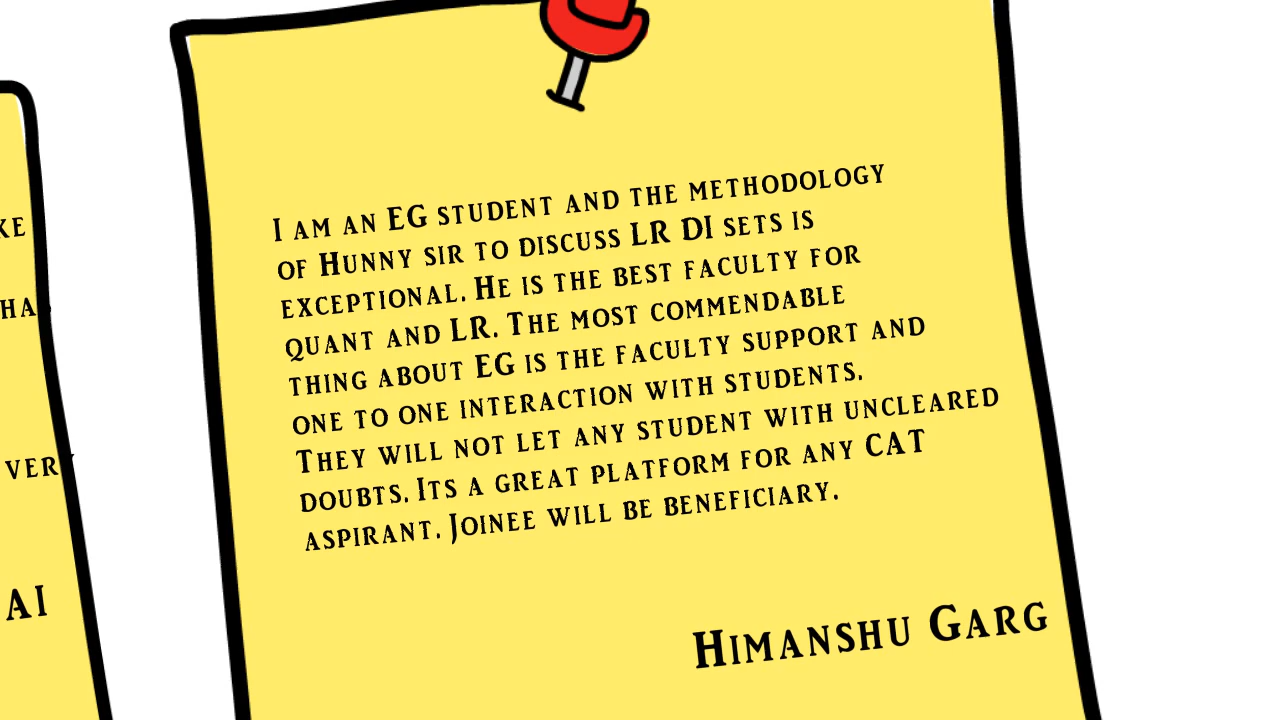 I am an EG student and the methodology
of Hunny sir to discuss LR DI sets is
exceptional. He is the best faculty for
quant and LR. The most commendable
thing about EG is the faculty support and
one to one interaction with students.
They will not let any student with uncleared
doubts. Its a great platform for any CAT
aspirant. Joinee will be beneficiary.
Himanshu Garg